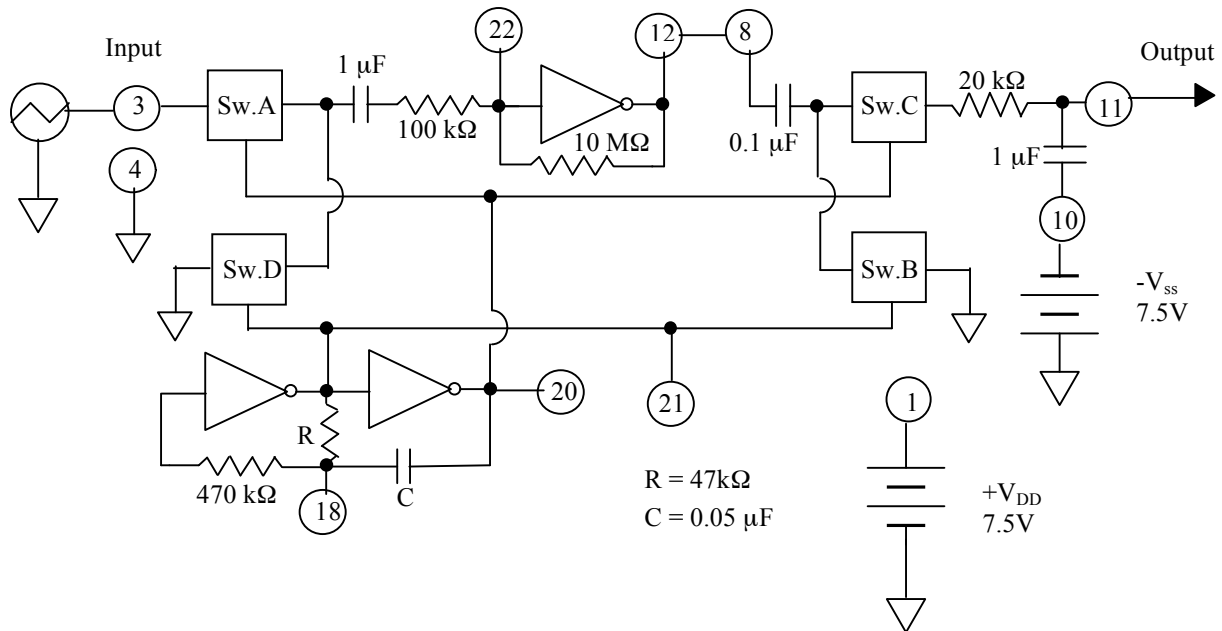 Input
22
12
8
Output
1 μF
20 kΩ
3
Sw.A
Sw.C
11
100 kΩ
10 MΩ
0.1 μF
1 μF
4
10
Sw.D
Sw.B
-Vss
7.5V
20
21
1
R
470 kΩ
C
18
R = 47kΩ
C = 0.05 μF
+VDD
7.5V